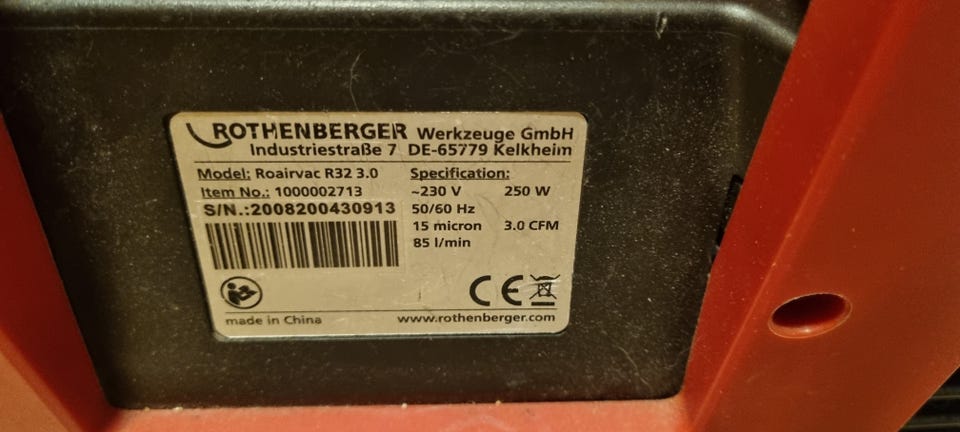 ROTHENBERGER Werkzeuge GmbH
Industriestraße 7 DE-65779 Kelkheim
Model: Roairvac R32 3.0
Item No.: 1000002713
S/N.:2008200430913
Specification:
~230 V 250 W
50/60 Hz
15 micron 3.0 CFM
85 l/min
CE
made in China
www.rothenberger.com